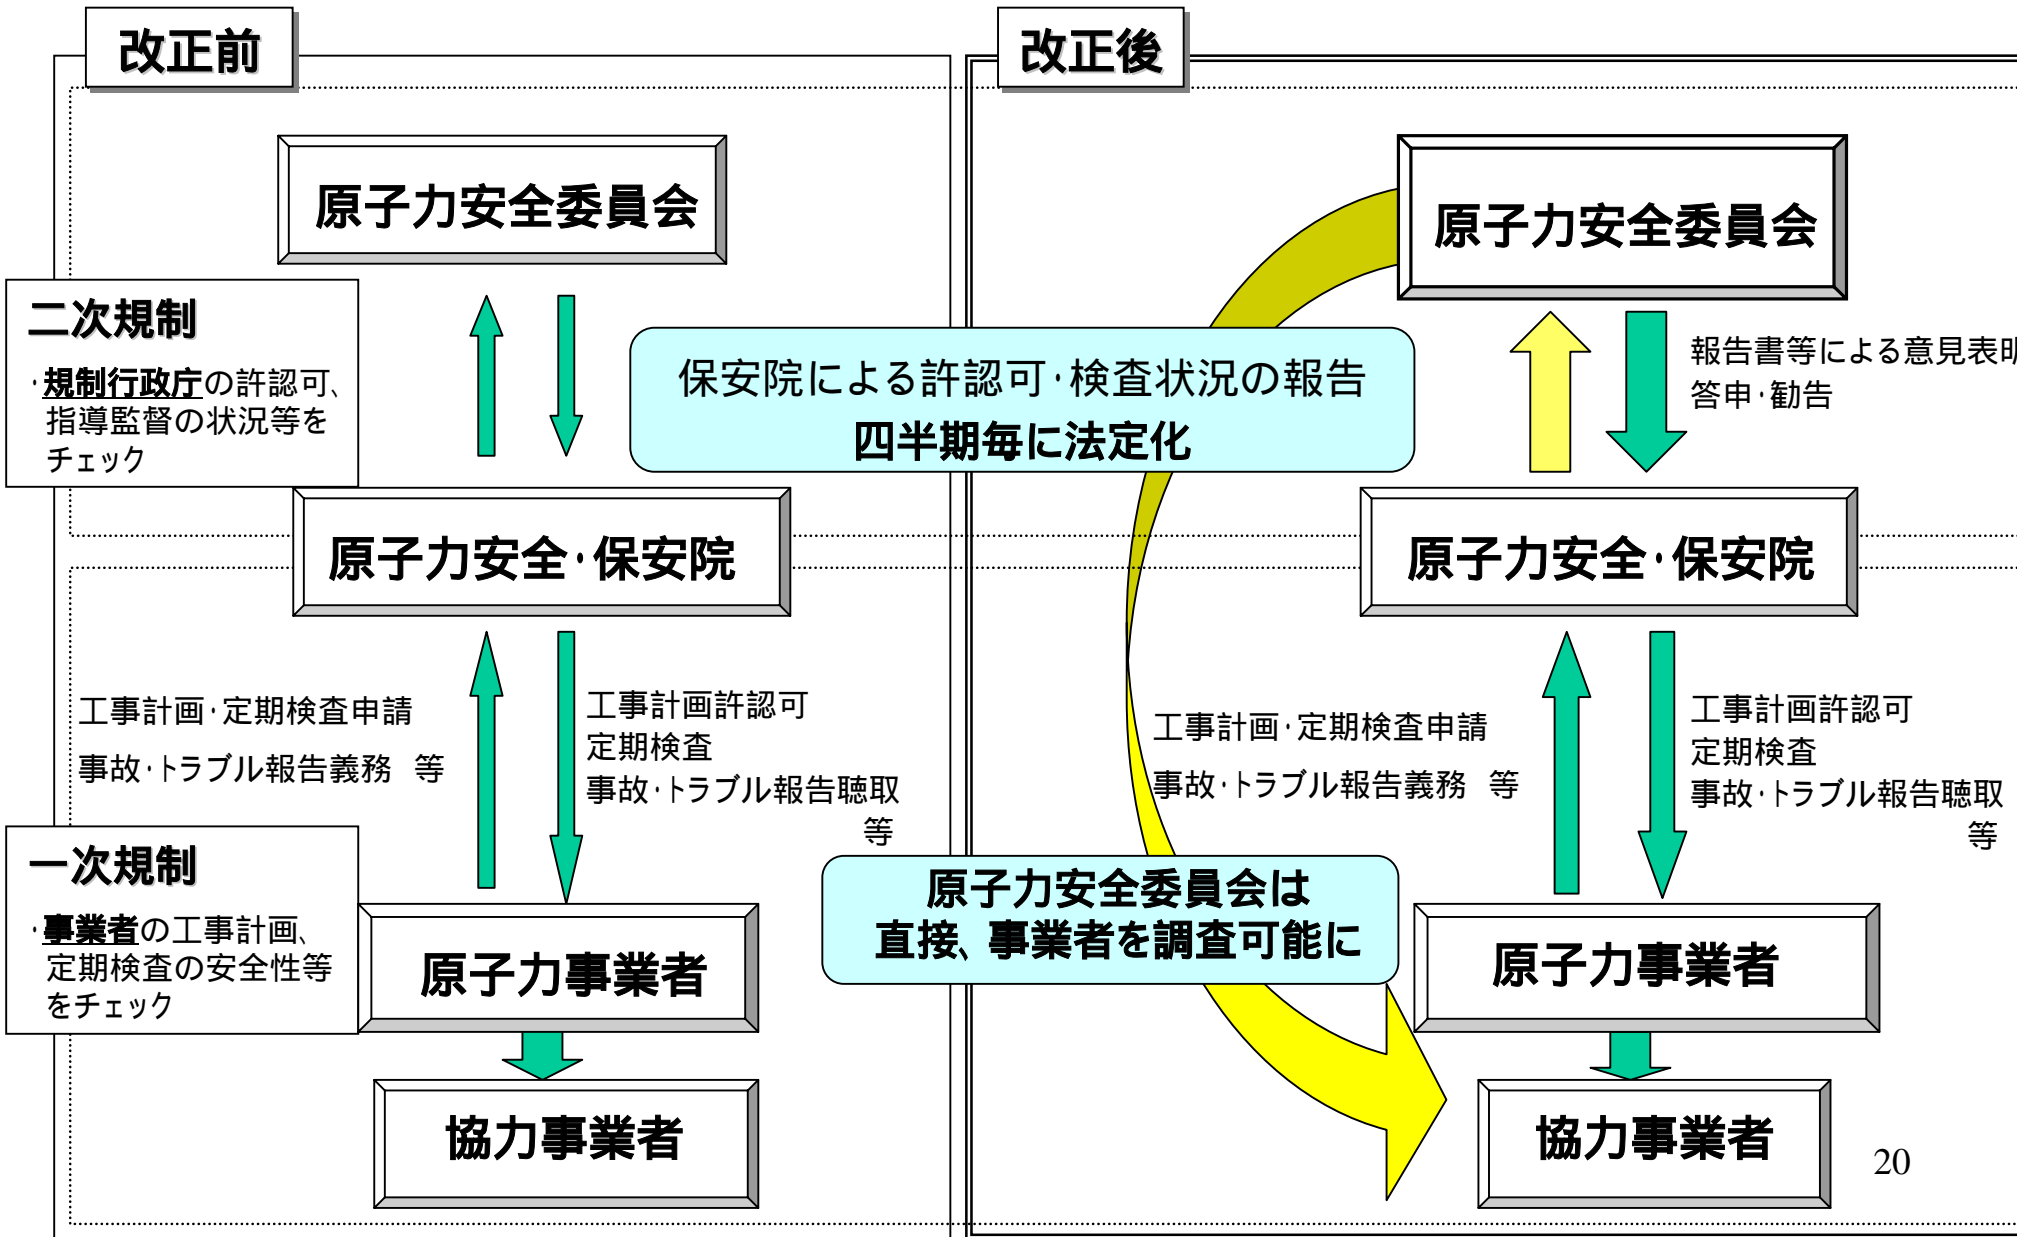 改正前
原子力安全委員会
二次規制
・規制行政庁の許認可、
指導監督の状況等を
チェック
原子力安全・保安院
工事計画・定期検査申請
事故・トラブル報告義務 等
工事計画許認可
定期検査
事故・トラブル報告聴取
等
一次規制
・事業者の工事計画、
定期検査の安全性等
をチェック
原子力事業者
協力事業者
改正後
原子力安全委員会
保安院による許認可・検査状況の報告
四半期毎に法定化
報告書等による意見表明
答申・勧告
原子力安全・保安院
工事計画・定期検査申請
事故・トラブル報告義務 等
工事計画許認可
定期検査
事故・トラブル報告聴取
等
原子力安全委員会は
直接、事業者を調査可能に
原子力事業者
協力事業者
20